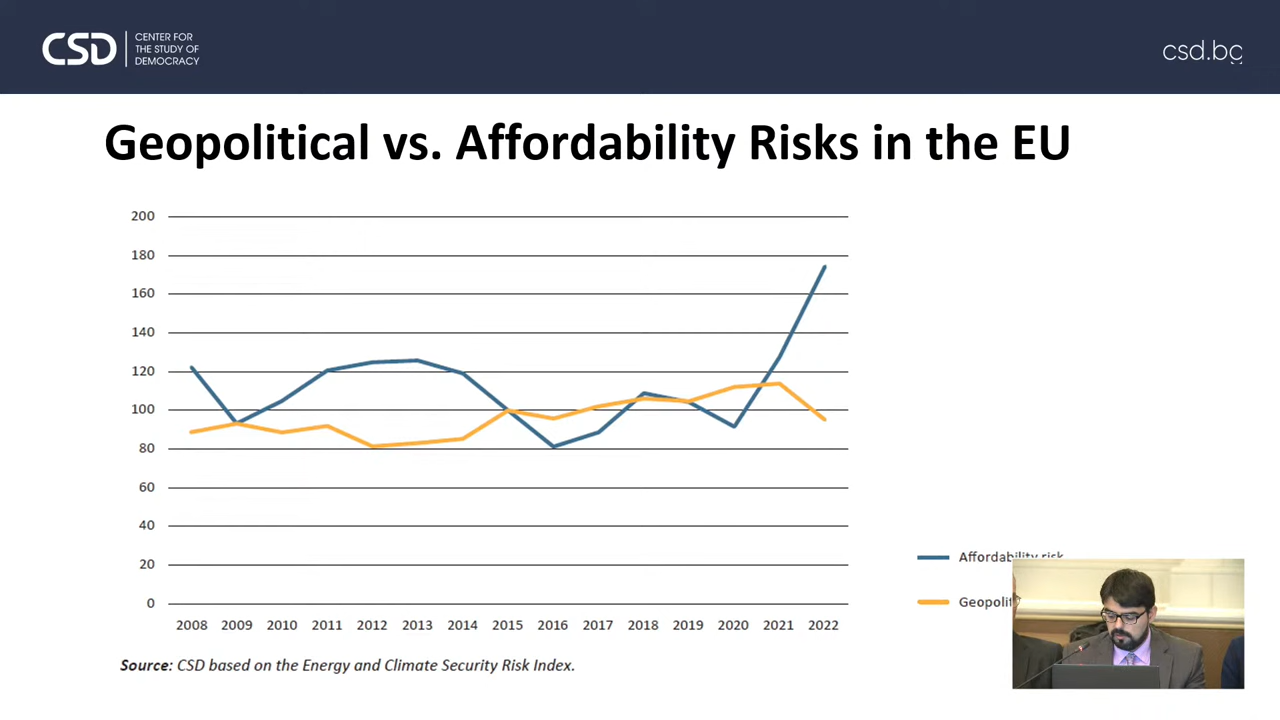 CSD
CENTER FOR
THE STUDY OF
DEMOCRACY
csd.bg
Geopolitical vs. Affordability Risks in the EU
200
180
160
140
120
100
80
60
40
20
0
2008 2009 2010 2011 2012 2013 2014 2015 2016 2017 2018 2019 2020 2021 2022
Affordability risk
Source: CSD based on the Energy and Climate Security Risk Index.